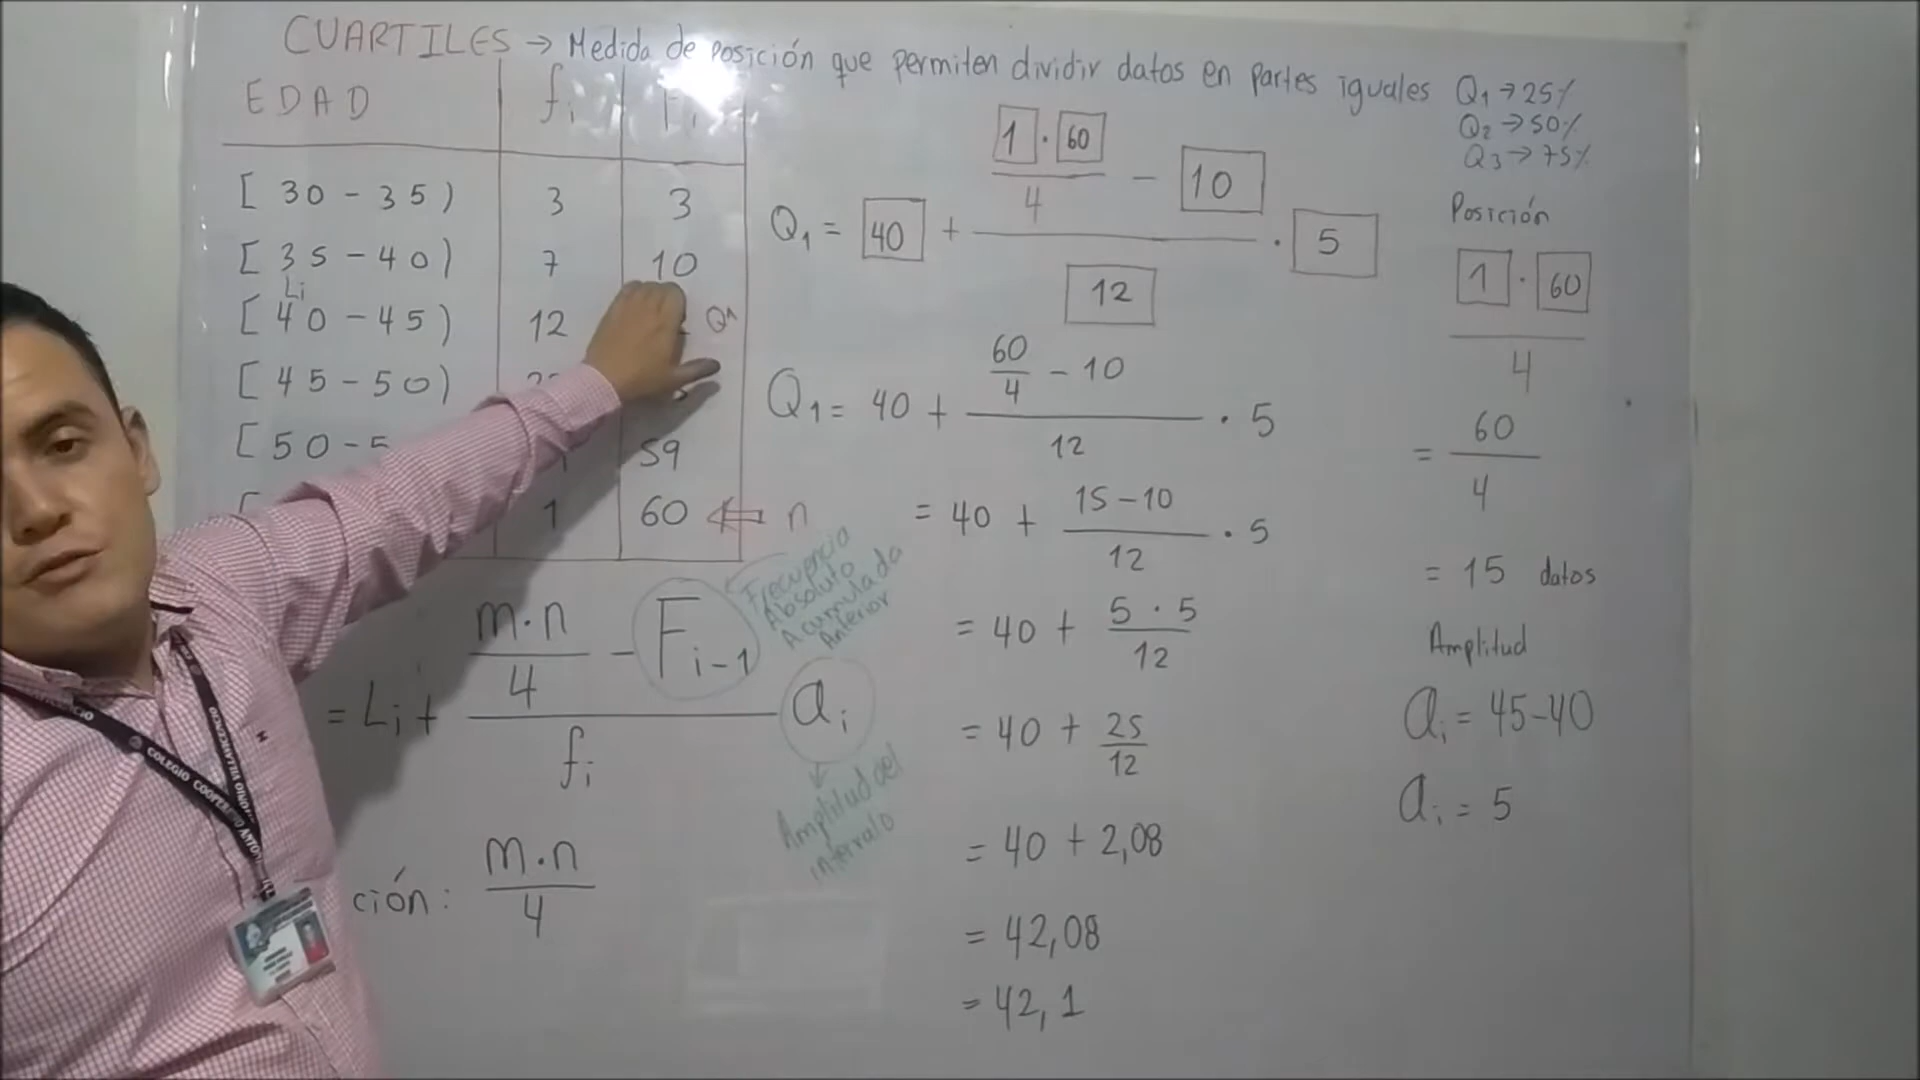 CUARTILES → Medida de posición que permiten dividir datos en partes iguales
Q1 → 25%
Q2 → 50%
Q3 → 75%
EDAD fi Fi
[ 30 - 35) 3 3
[ 35 - 40) 7 10
Li
[ 40 - 45) 12 Q1
[ 45 - 50)
[ 50 - 59
[ 1 60 ⇐ n
= Li + m·n/4 - Fi-1 / fi ai
Frecuencia
Absoluta
Acumulada
Anterior
Amplitud del
intervalo
ción: m·n/4
Q1 = 40 + 1 · 60/4 - 10 / 12 · 5
Q1 = 40 + 60/4 - 10 / 12 · 5
= 40 + 15 - 10 / 12 · 5
= 40 + 5 · 5 / 12
= 40 + 25/12
= 40 + 2,08
= 42,08
= 42,1
Posición
1 · 60 / 4
= 60/4
= 15 datos
Amplitud
ai = 45-40
ai = 5
COLEGIO COOPERATIVO ANTON